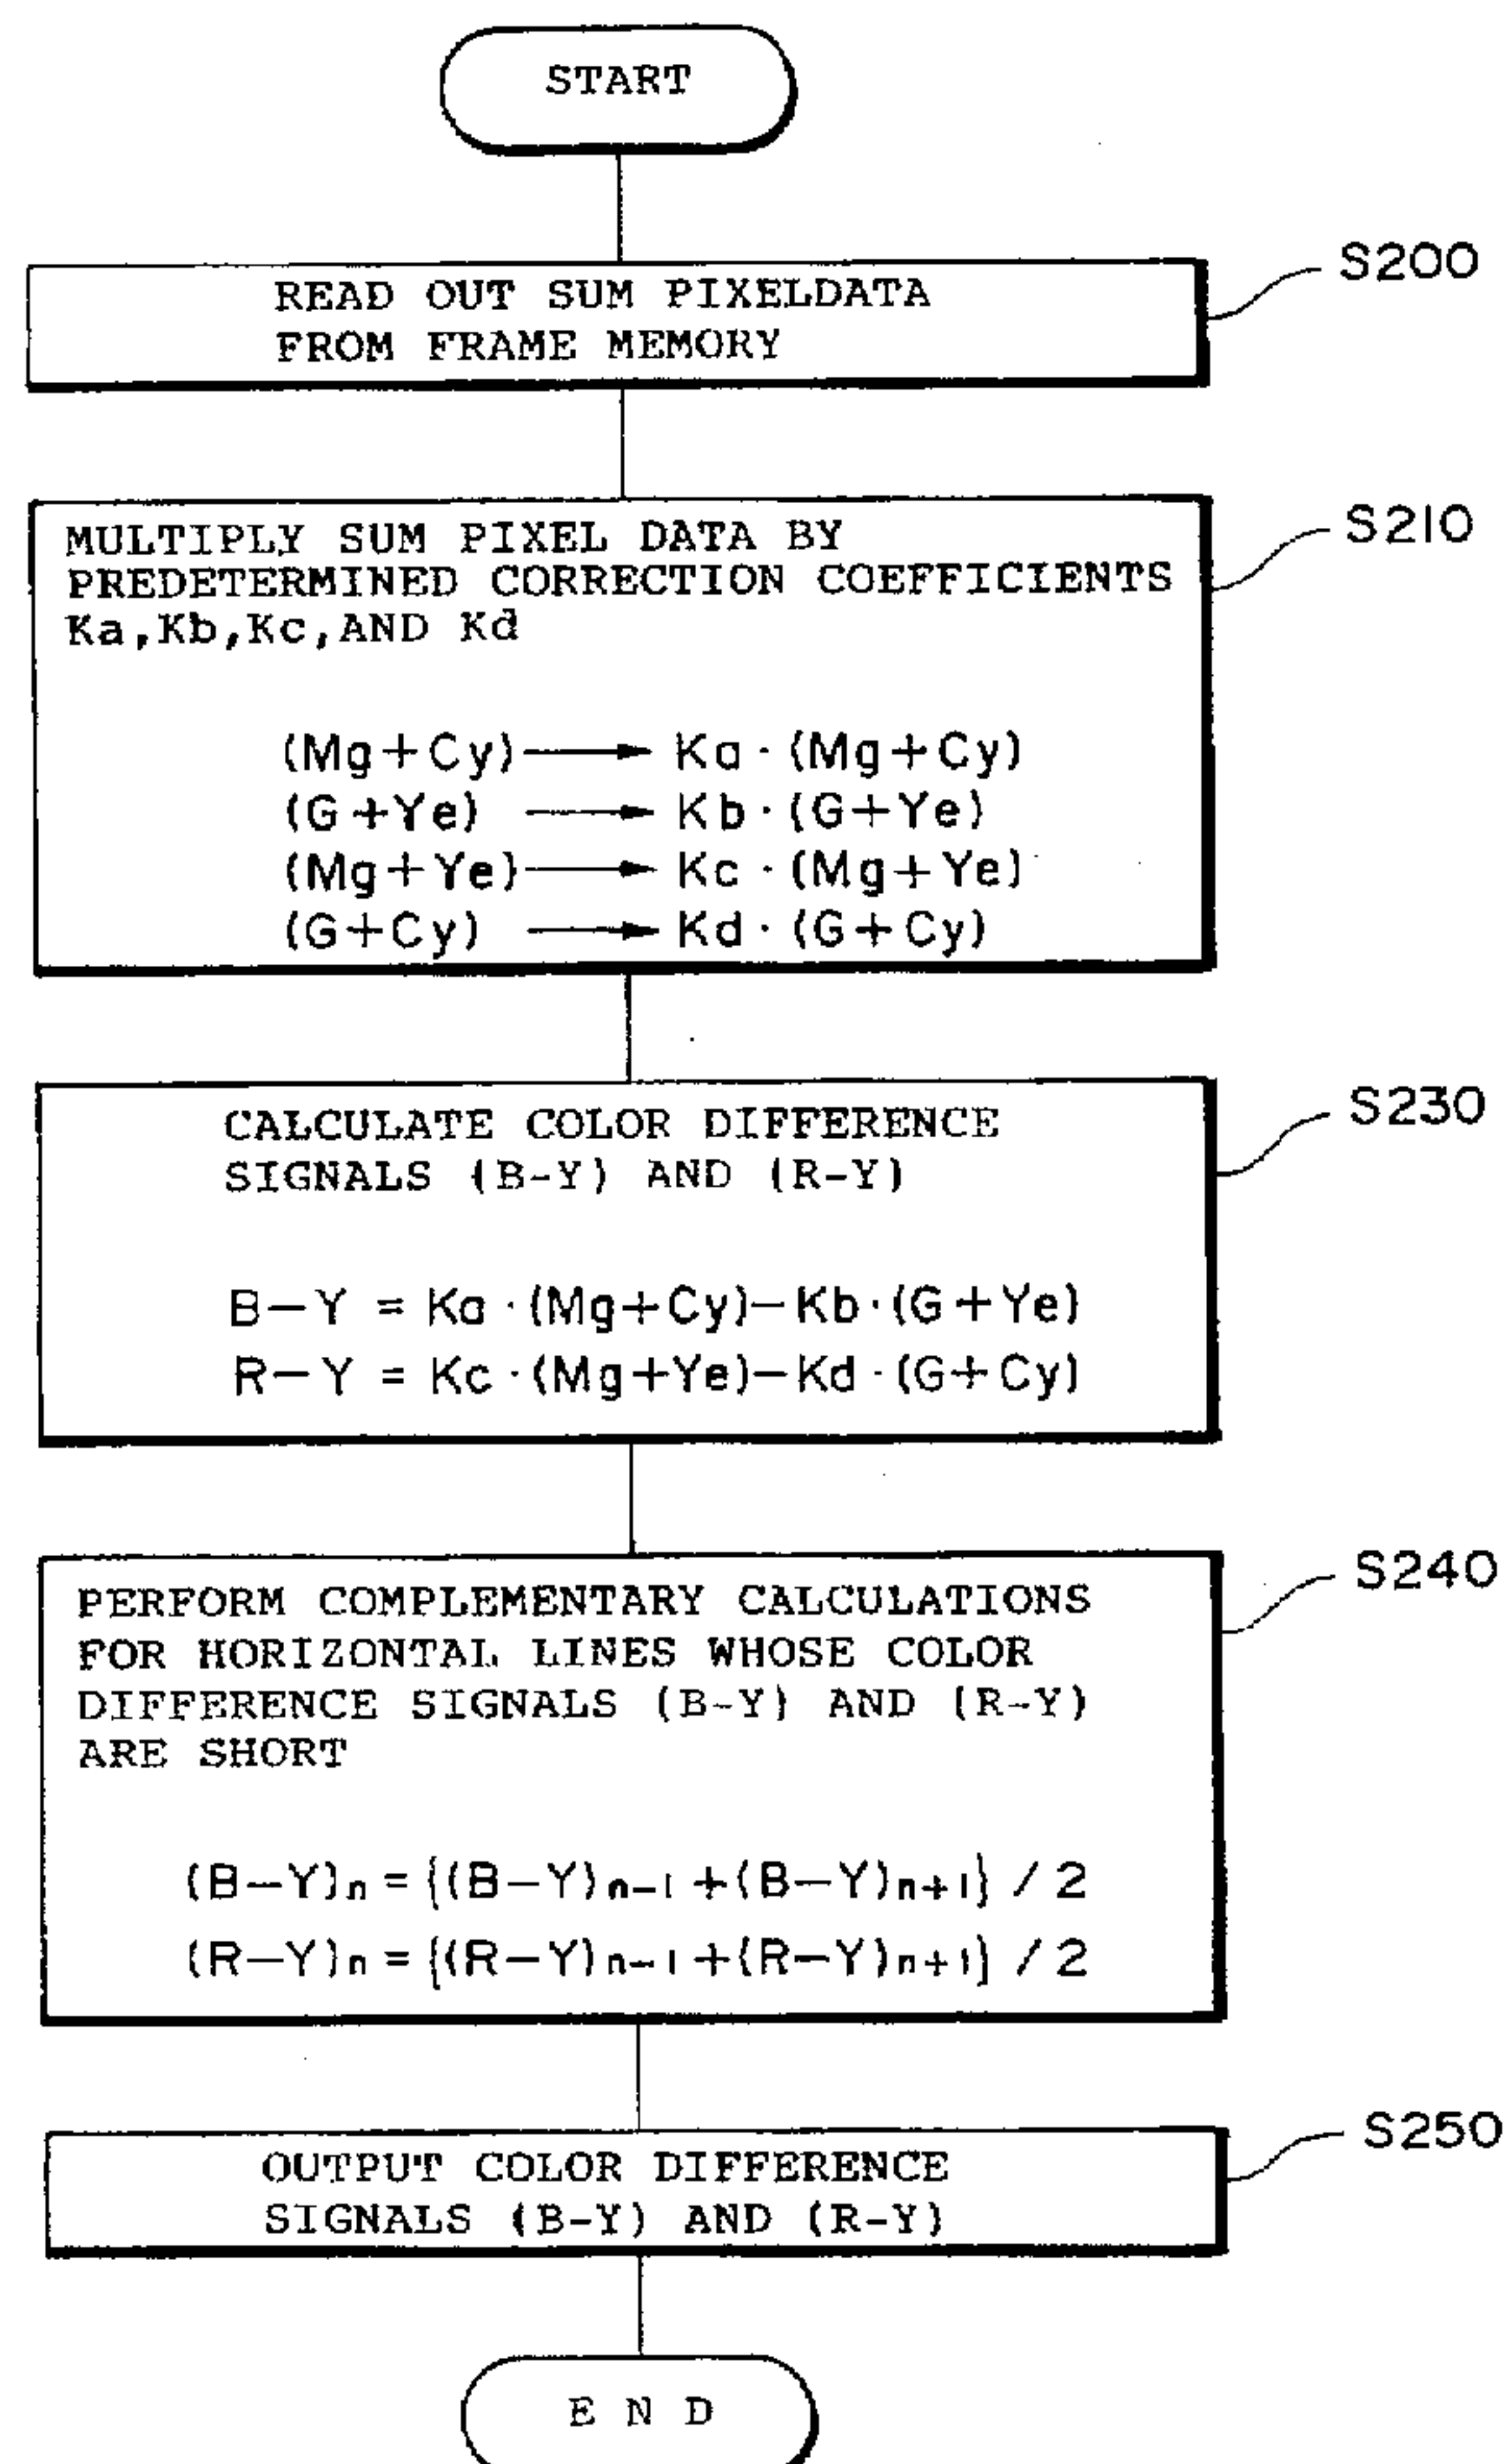 START
S200
READ OUT SUM PIXELDATA
FROM FRAME MEMORY
S210
MULTIPLY SUM PIXEL DATA BY
PREDETERMINED CORRECTION COEFFICIENTS
Ka,Kb,Kc,AND Kd
(Mg+Cy) → Ka·(Mg+Cy)
(G+Ye) → Kb·(G+Ye)
(Mg+Ye) → Kc·(Mg+Ye)
(G+Cy) → Kd·(G+Cy)
S230
CALCULATE COLOR DIFFERENCE
SIGNALS (B-Y) AND (R-Y)
B-Y = Ka·(Mg+Cy)-Kb·(G+Ye)
R-Y = Kc·(Mg+Ye)-Kd·(G+Cy)
S240
PERFORM COMPLEMENTARY CALCULATIONS
FOR HORIZONTAL LINES WHOSE COLOR
DIFFERENCE SIGNALS (B-Y) AND (R-Y)
ARE SHORT
(B-Y)n = {(B-Y)n-1 +(B-Y)n+1} / 2
(R-Y)n = {(R-Y)n-1 +(R-Y)n+1} / 2
S250
OUTPUT COLOR DIFFERENCE
SIGNALS (B-Y) AND (R-Y)
E N D